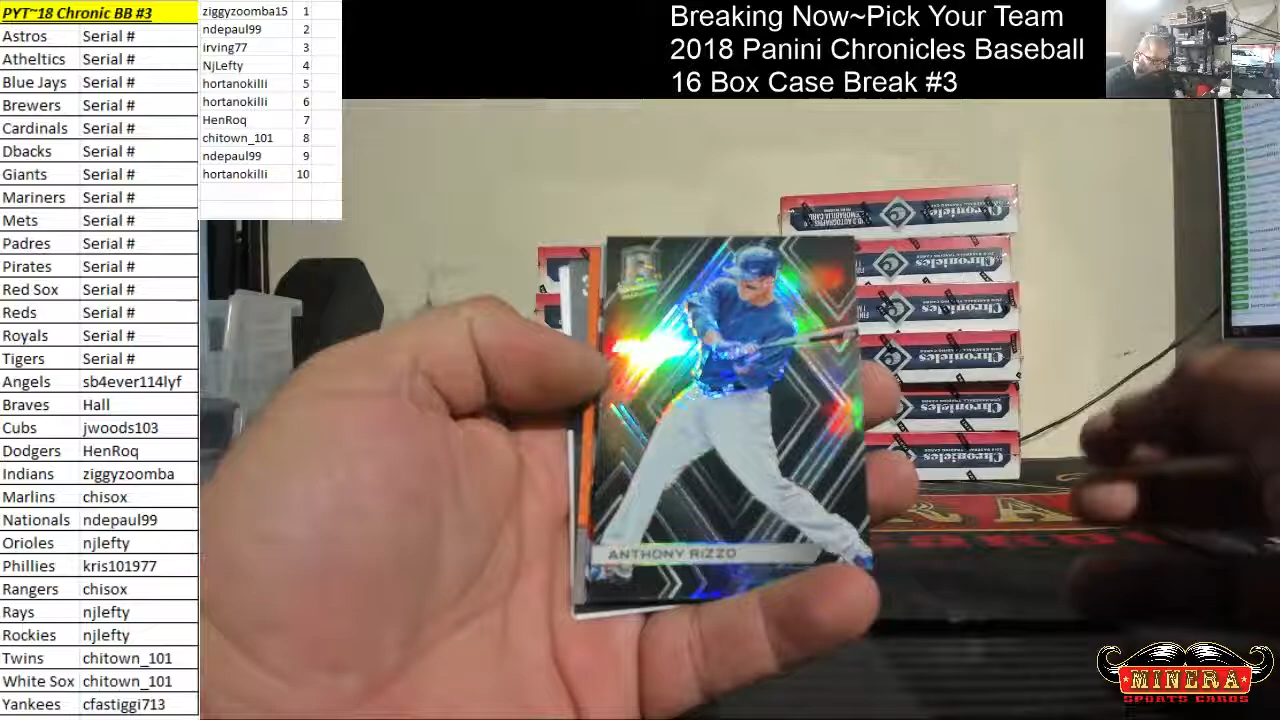 PYT~18 Chronic BB #3
Astros Serial #
Atheltics Serial #
Blue Jays Serial #
Brewers Serial #
Cardinals Serial #
Dbacks Serial #
Giants Serial #
Mariners Serial #
Mets Serial #
Padres Serial #
Pirates Serial #
Red Sox Serial #
Reds Serial #
Royals Serial #
Tigers Serial #
Angels sb4ever114lyf
Braves Hall
Cubs jwoods103
Dodgers HenRoq
Indians ziggyzoomba
Marlins chisox
Nationals ndepaul99
Orioles njlefty
Phillies kris101977
Rangers chisox
Rays njlefty
Rockies njlefty
Twins chitown_101
White Sox chitown_101
Yankees cfastiggi713
ziggyzoomba15 1
ndepaul99 2
irving77 3
NjLefty 4
hortanokilli 5
hortanokilli 6
HenRoq 7
chitown_101 8
ndepaul99 9
hortanokilli 10
Breaking Now~Pick Your Team
2018 Panini Chronicles Baseball
16 Box Case Break #3
Chronicles
Chronicles
Chronicles
Chronicles
Chronicles
Chronicles
ANTHONY RIZZO
MINERA
SPORTS CARDS